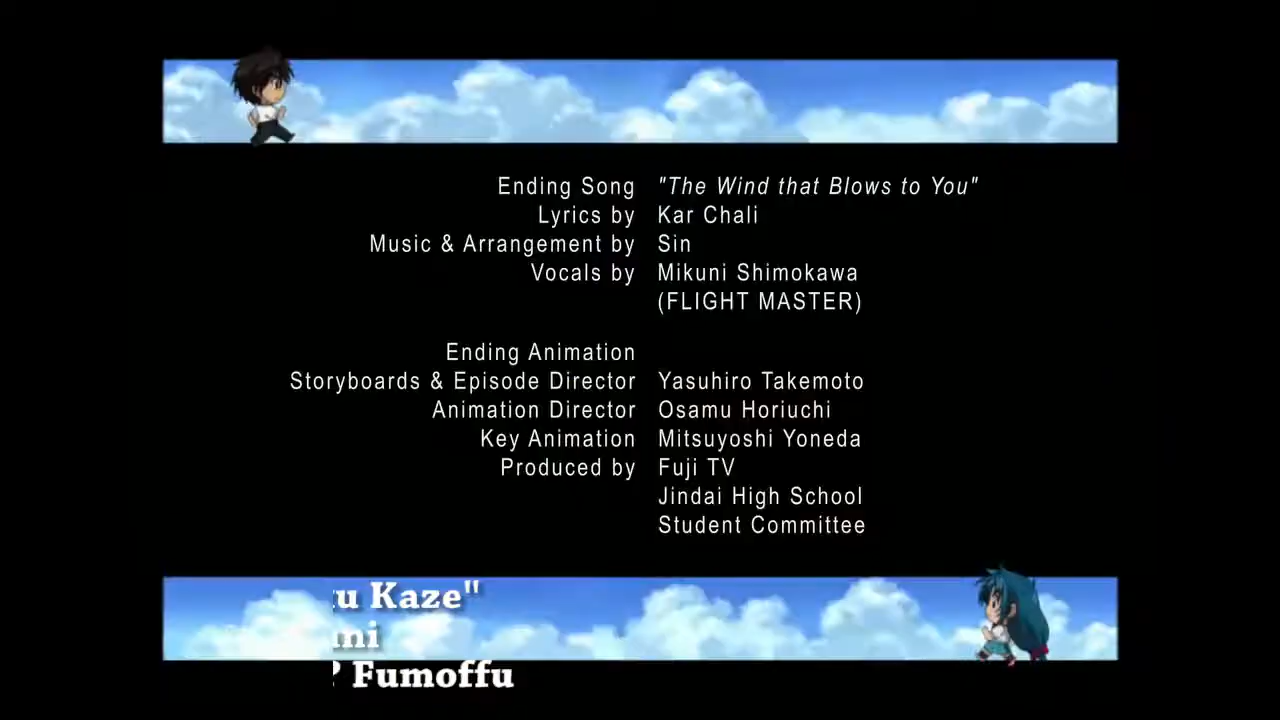 Ending Song "The Wind that Blows to You"
Lyrics by Kar Chali
Music & Arrangement by Sin
Vocals by Mikuni Shimokawa
(FLIGHT MASTER)
Ending Animation
Storyboards & Episode Director Yasuhiro Takemoto
Animation Director Osamu Horiuchi
Key Animation Mitsuyoshi Yoneda
Produced by Fuji TV
Jindai High School
Student Committee
Kaze"
Fumoffu